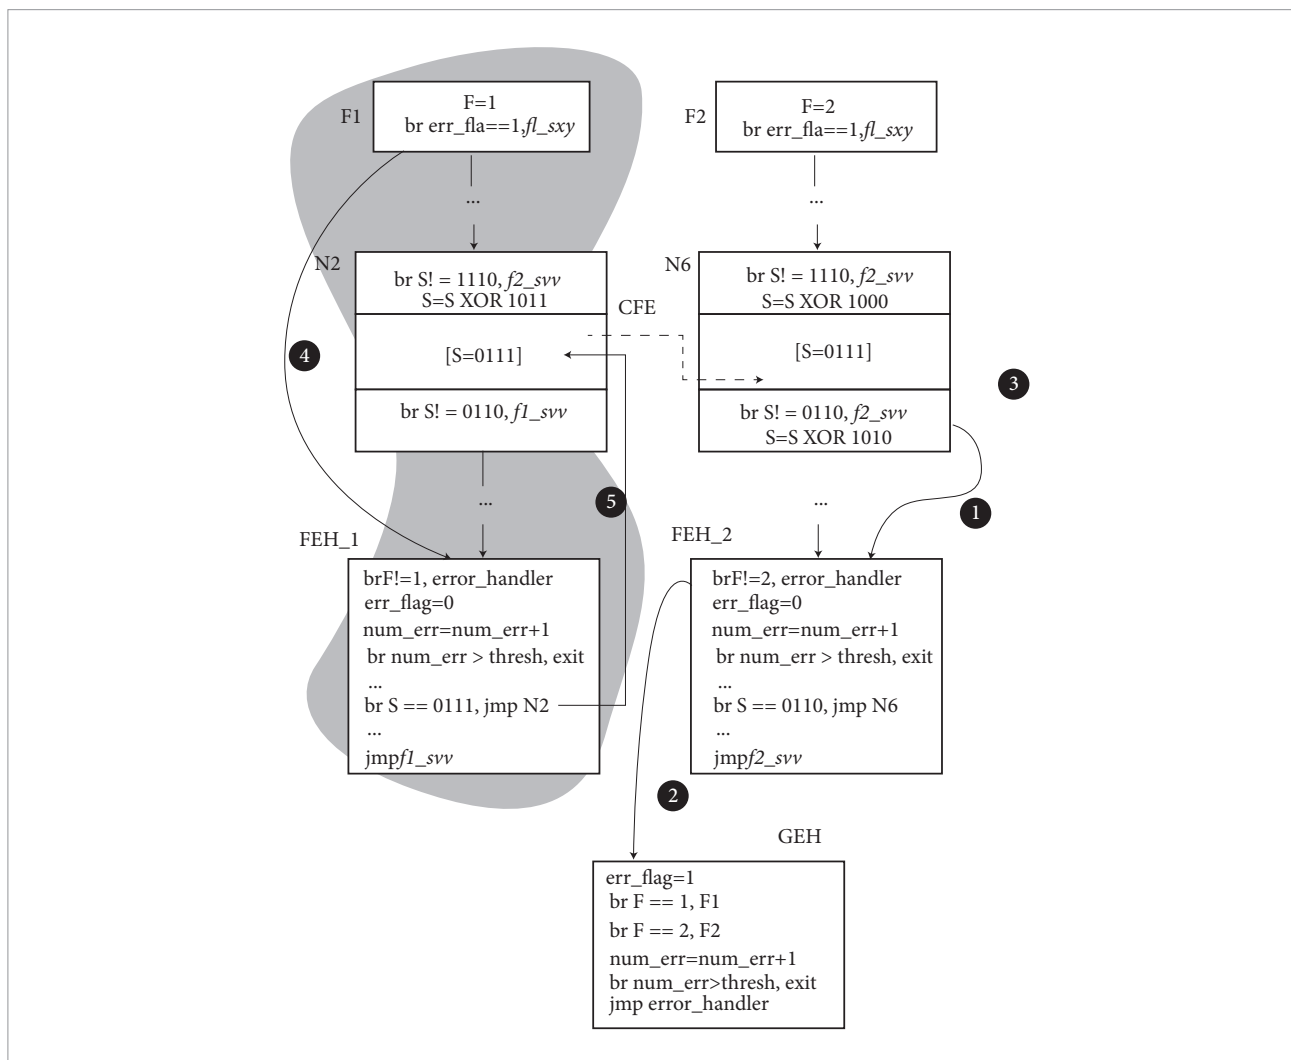 F1
F=1
br err_fla==1,fl_sxy
...
N2
br S! = 1110, f2_svv
S=S XOR 1011
[S=0111]
br S! = 0110, f1_svv
...
CFE
4
5
FEH_1
brF!=1, error_handler
err_flag=0
num_err=num_err+1
br num_err > thresh, exit
...
br S == 0111, jmp N2
...
jmpf1_svv
F2
F=2
br err_fla==1,fl_sxy
...
N6
br S! = 1110, f2_svv
S=S XOR 1000
[S=0111]
br S! = 0110, f2_svv
S=S XOR 1010
3
...
1
FEH_2
brF!=2, error_handler
err_flag=0
num_err=num_err+1
br num_err > thresh, exit
...
br S == 0110, jmp N6
...
jmpf2_svv
2
GEH
err_flag=1
br F == 1, F1
br F == 2, F2
num_err=num_err+1
br num_err>thresh, exit
jmp error_handler